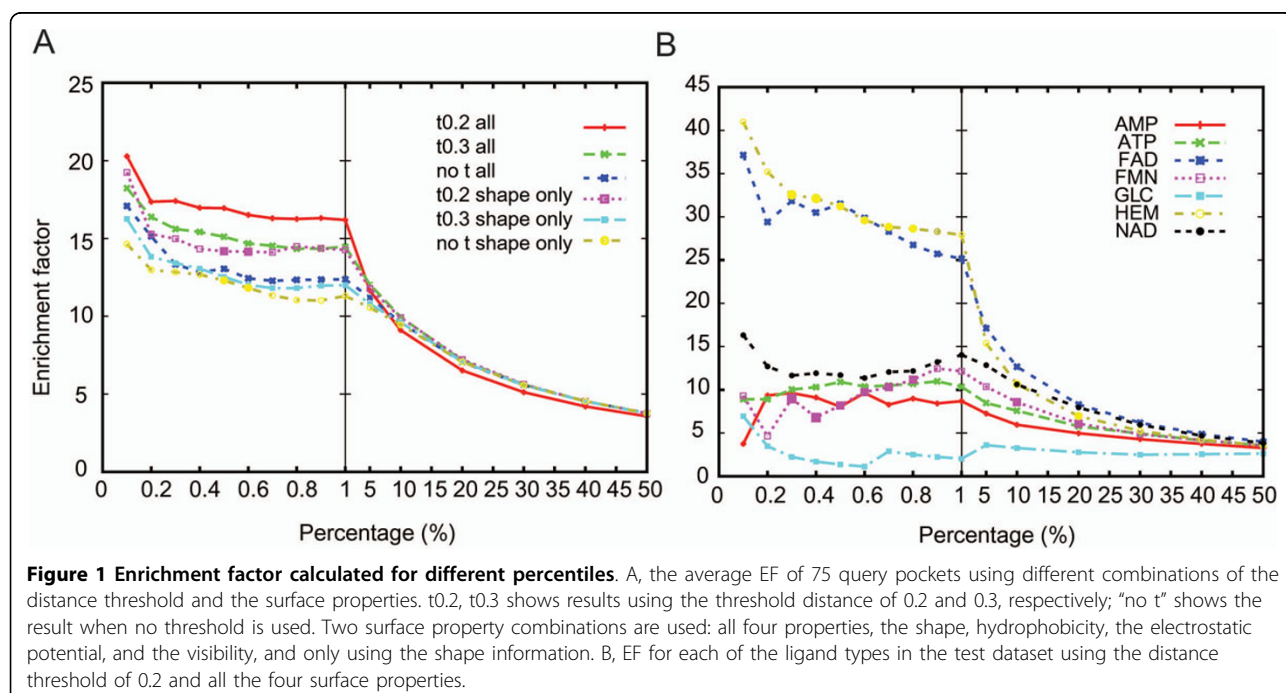 A
25
20
15
10
5
0
Enrichment factor
t0.2 all
t0.3 all
no t all
t0.2 shape only
t0.3 shape only
no t shape only
0 0.2 0.4 0.6 0.8 1 5 10 15 20 25 30 35 40 45 50
Percentage (%)
B
45
40
35
30
25
20
15
10
5
0
AMP
ATP
FAD
FMN
GLC
HEM
NAD
0 0.2 0.4 0.6 0.8 1 5 10 15 20 25 30 35 40 45 50
Percentage (%)
Figure 1 Enrichment factor calculated for different percentiles. A, the average EF of 75 query pockets using different combinations of the
distance threshold and the surface properties. t0.2, t0.3 shows results using the threshold distance of 0.2 and 0.3, respectively; “no t” shows the
result when no threshold is used. Two surface property combinations are used: all four properties, the shape, hydrophobicity, the electrostatic
potential, and the visibility, and only using the shape information. B, EF for each of the ligand types in the test dataset using the distance
threshold of 0.2 and all the four surface properties.